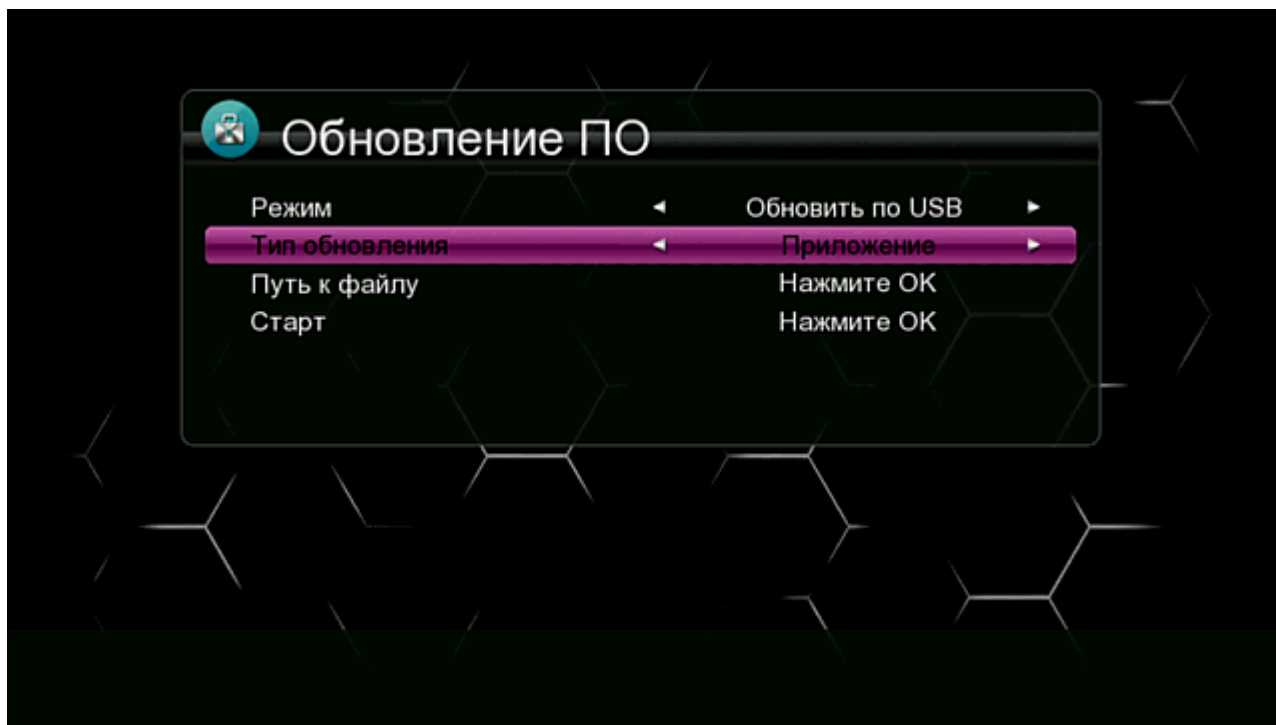 Обновление ПО
Режим Обновить по USB
Тип обновления Приложение
Путь к файлу Нажмите OK
Старт Нажмите OK